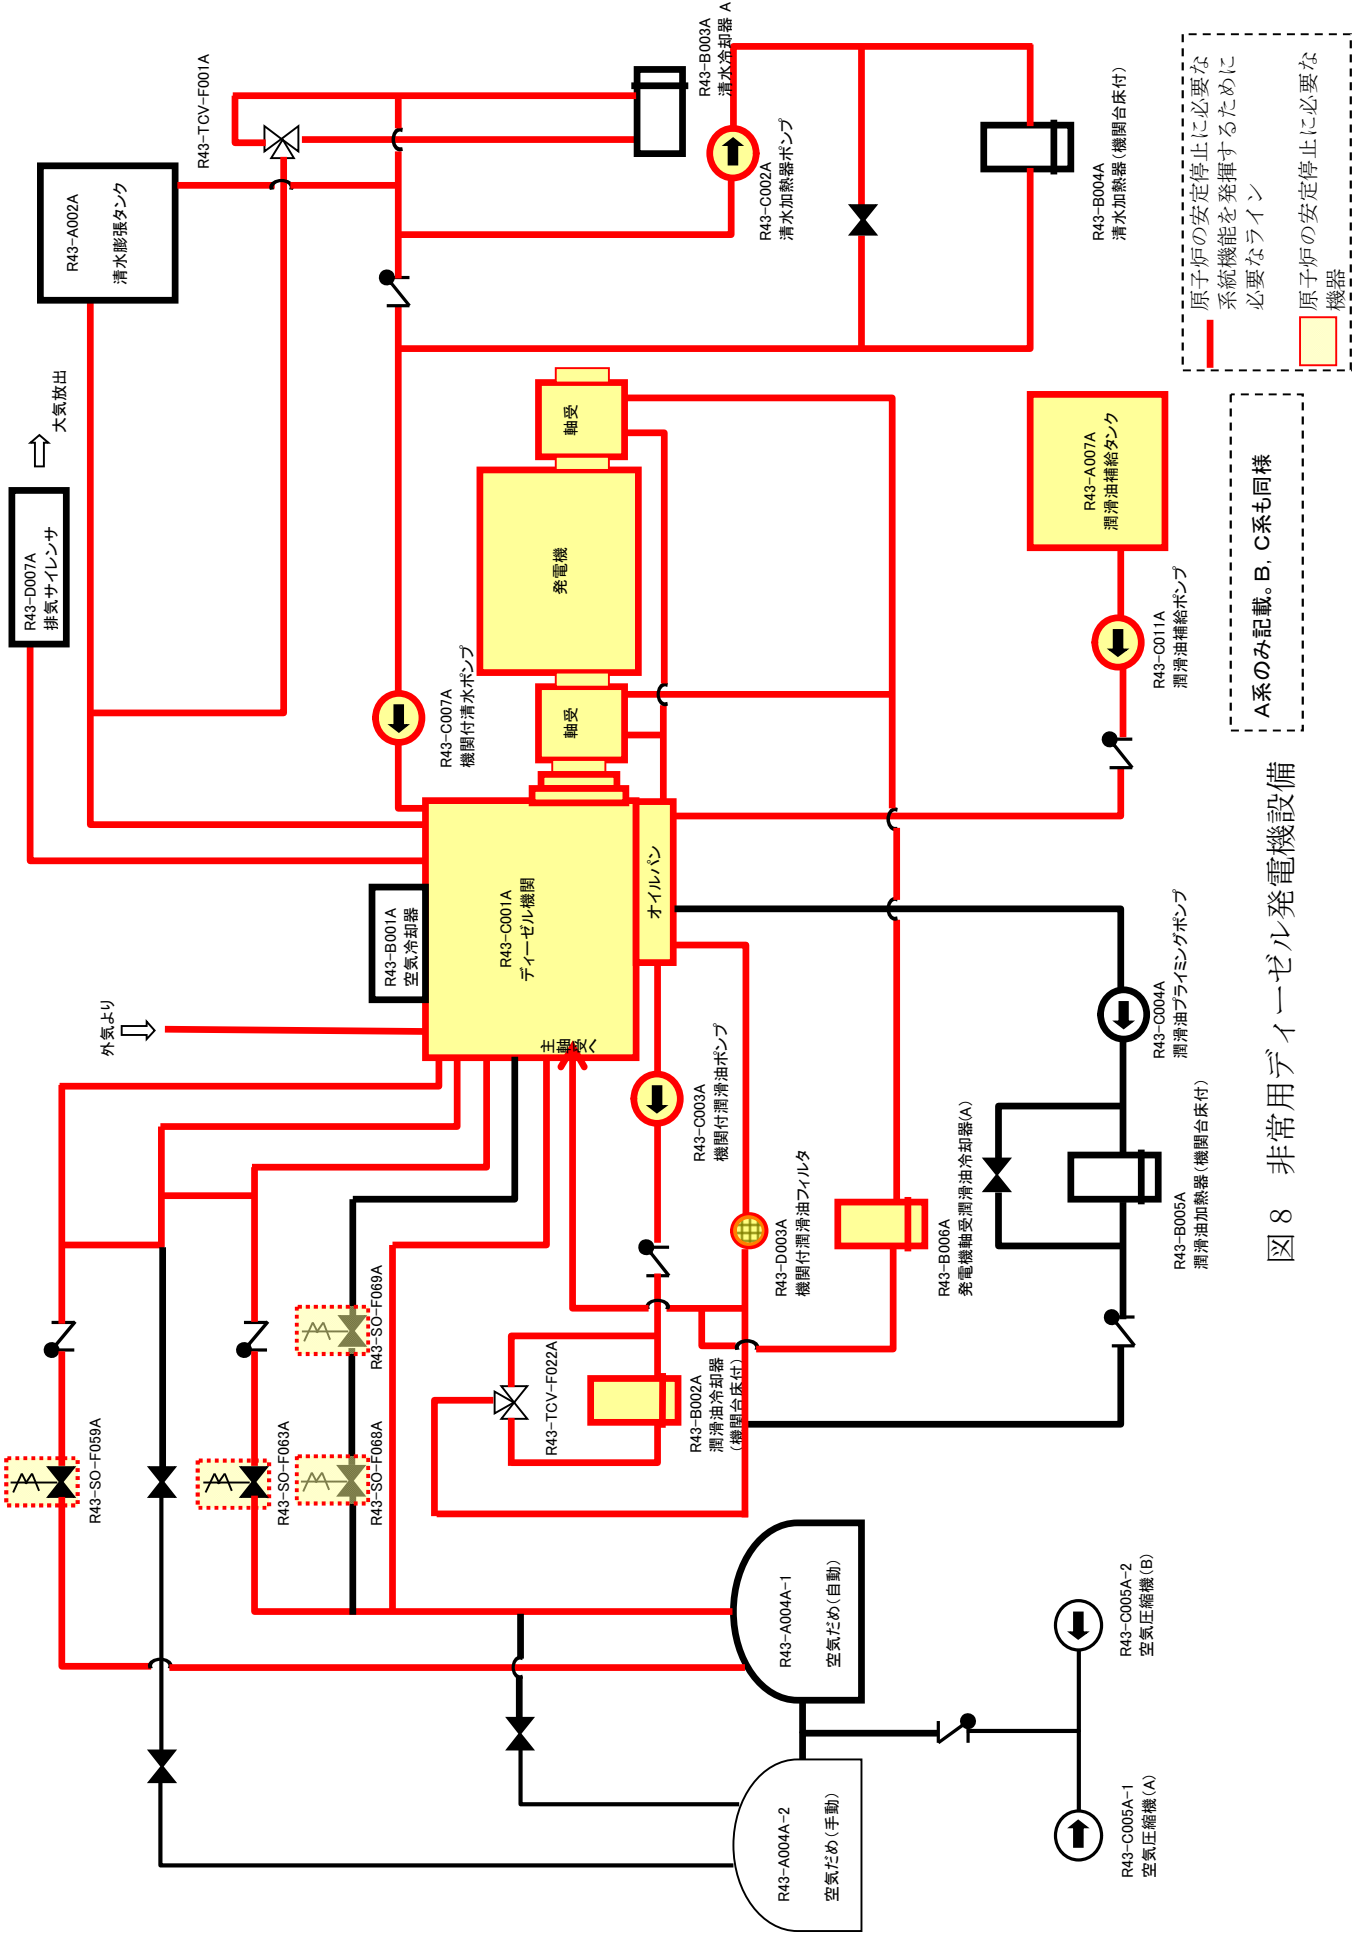 R43-SO-F059A
R43-SO-F063A
R43-SO-F068A
R43-SO-F069A
外気より
R43-D007A
排気サイレンサ
大気放出
R43-A002A
清水膨張タンク
R43-TCV-F001A
R43-B003A
清水冷却器 A
R43-C002A
清水加熱器ポンプ
R43-B004A
清水加熱器（機関台床付）
R43-C007A
機関付清水ポンプ
R43-B001A
空気冷却器
R43-C001A
ディーゼル機関
主軸受へ
オイルパン
軸受
発電機
軸受
R43-C003A
機関付潤滑油ポンプ
R43-TCV-F022A
R43-B002A
潤滑油冷却器
（機関台床付）
R43-D003A
機関付潤滑油フィルタ
R43-B006A
発電機軸受潤滑油冷却器(A)
R43-A007A
潤滑油補給タンク
R43-C011A
潤滑油補給ポンプ
R43-C004A
潤滑油プライミングポンプ
R43-B005A
潤滑油加熱器（機関台床付）
R43-A004A-1
空気だめ（自動）
R43-A004A-2
空気だめ（手動）
R43-C005A-1
空気圧縮機(A)
R43-C005A-2
空気圧縮機(B)
原子炉の安定停止に必要な
系統機能を発揮するために
必要なライン
原子炉の安定停止に必要な
機器
A系のみ記載。B，C系も同様
図8 非常用ディーゼル発電機設備